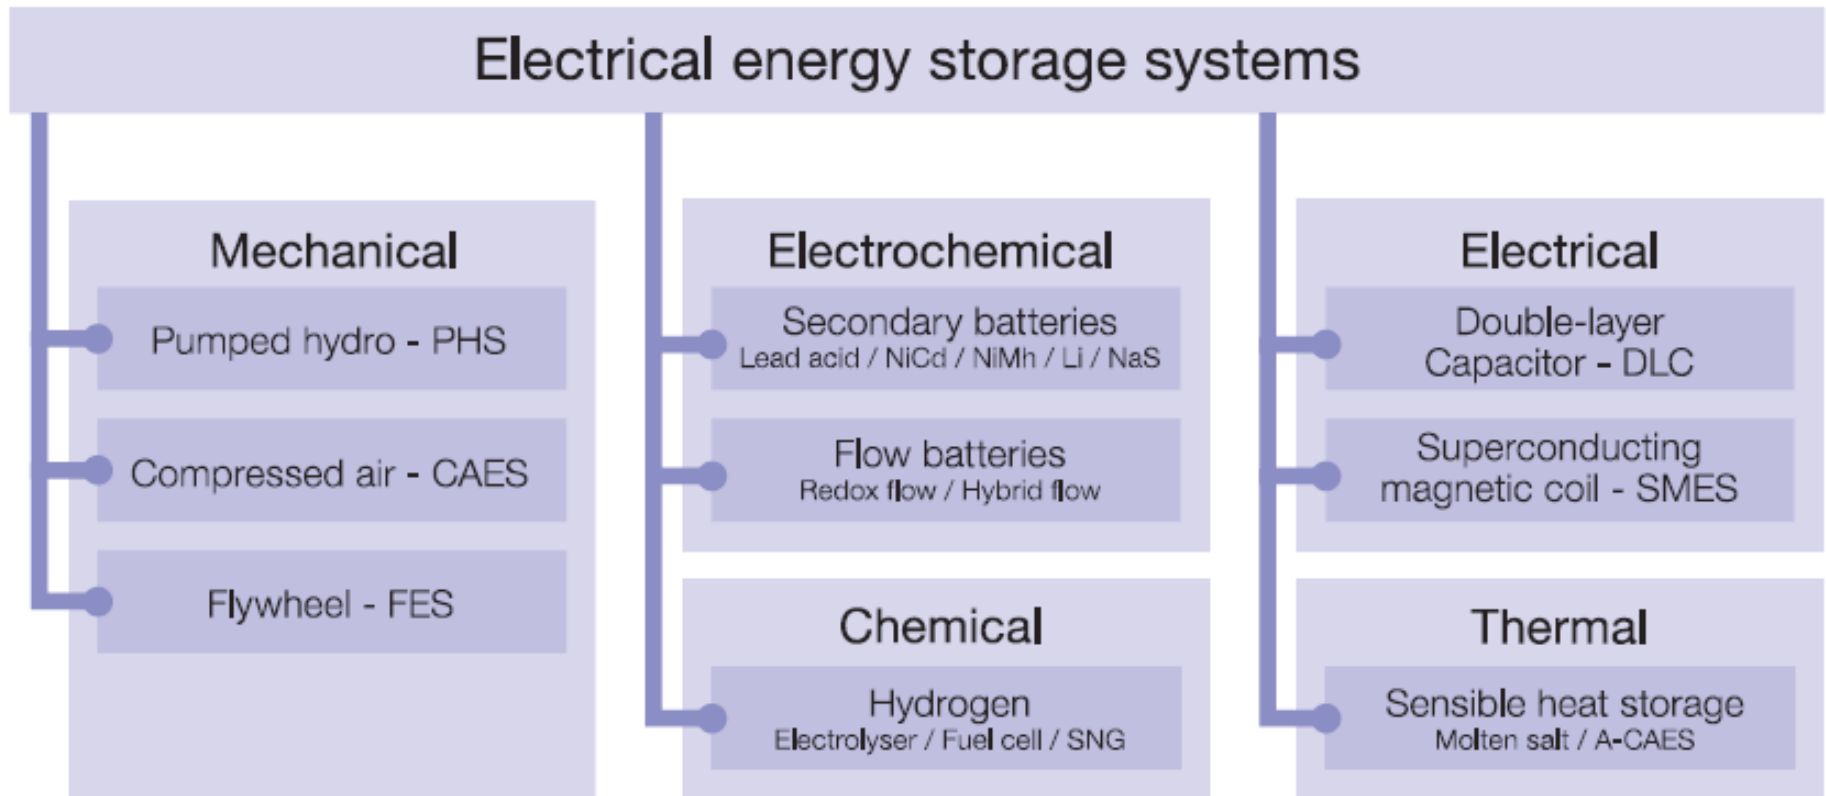 Electrical energy storage systems
Mechanical
Pumped hydro - PHS
Compressed air - CAES
Flywheel - FES
Electrochemical
Secondary batteries
Lead acid / NiCd / NiMh / Li / NaS
Flow batteries
Redox flow / Hybrid flow
Chemical
Hydrogen
Electrolyser / Fuel cell / SNG
Electrical
Double-layer
Capacitor - DLC
Superconducting
magnetic coil - SMES
Thermal
Sensible heat storage
Molten salt / A-CAES